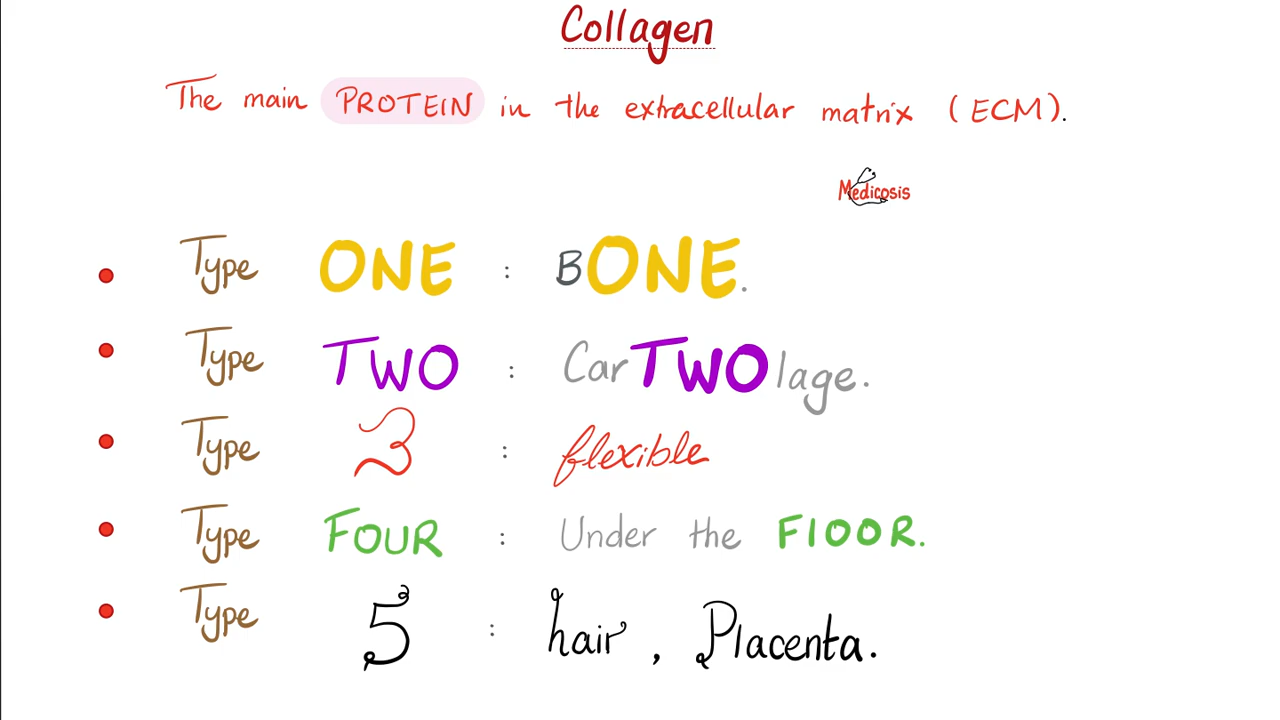 Collagen
The main PROTEIN in the extracellular matrix (ECM).
Medicosis
Type ONE : BONE.
Type TWO : CarTWOlage.
Type 3 : flexible
Type FOUR : Under the FlOOR.
Type 5 : hair, Placenta.